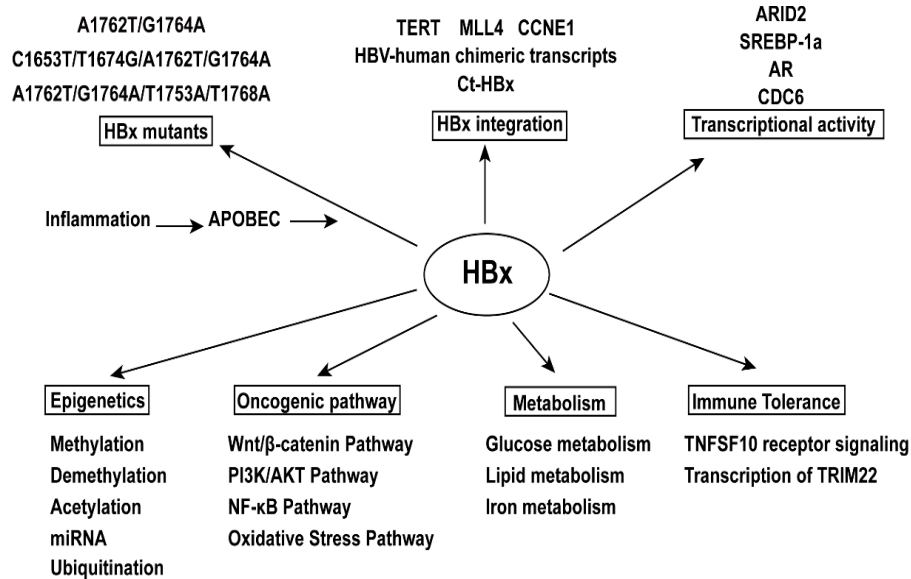 A1762T/G1764A
C1653T/T1674G/A1762T/G1764A
A1762T/G1764A/T1753A/T1768A
HBx mutants
TERT MLL4 CCNE1
HBV-human chimeric transcripts
Ct-HBx
HBx integration
ARID2
SREBP-1a
AR
CDC6
Transcriptional activity
Inflammation
APOBEC
HBx
Epigenetics
Methylation
Demethylation
Acetylation
miRNA
Ubiquitination
Oncogenic pathway
Wnt/β-catenin Pathway
PI3K/AKT Pathway
NF-κB Pathway
Oxidative Stress Pathway
Metabolism
Glucose metabolism
Lipid metabolism
Iron metabolism
Immune Tolerance
TNFSF10 receptor signaling
Transcription of TRIM22